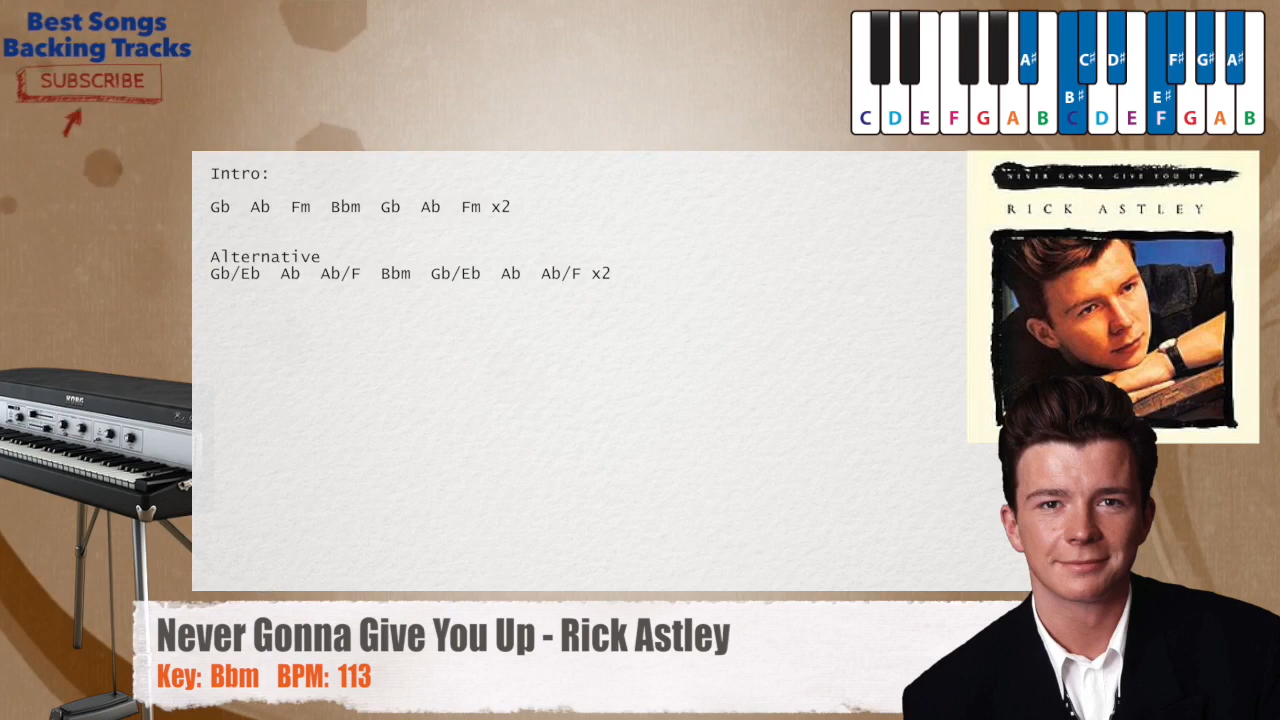 Best Songs
Backing Tracks
SUBSCRIBE
A♯ C♯ D♯ F♯ G♯ A♯
B♯ E♯
C D E F G A B C D E F G A B
Intro:
Gb Ab Fm Bbm Gb Ab Fm x2
Alternative
Gb/Eb Ab Ab/F Bbm Gb/Eb Ab Ab/F x2
NEVER GONNA GIVE YOU UP
RICK ASTLEY
KORG
Never Gonna Give You Up - Rick Astley
Key: Bbm BPM: 113